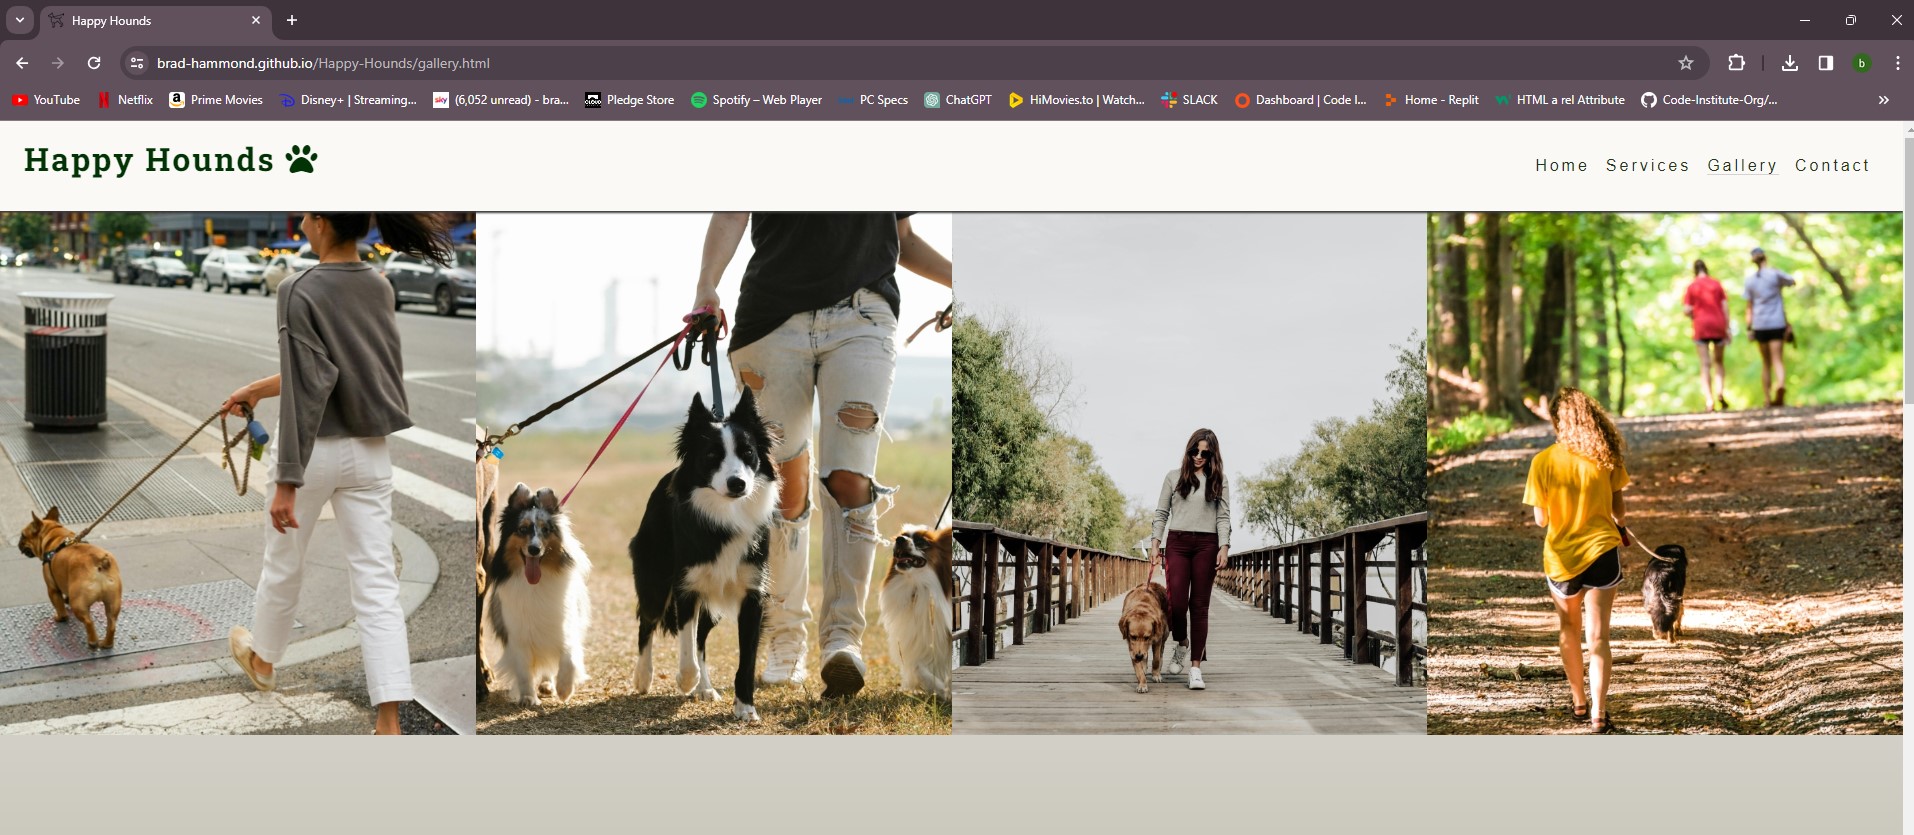 Happy Hounds
brad-hammond.github.io/Happy-Hounds/gallery.html
b
YouTube Netflix Prime Movies Disney+ | Streaming... sky (6,052 unread) - bra... Pledge Store Spotify – Web Player PC Specs ChatGPT HiMovies.to | Watch... SLACK Dashboard | Code I... Home - Replit HTML a rel Attribute Code-Institute-Org/...
Happy Hounds
Home Services Gallery Contact